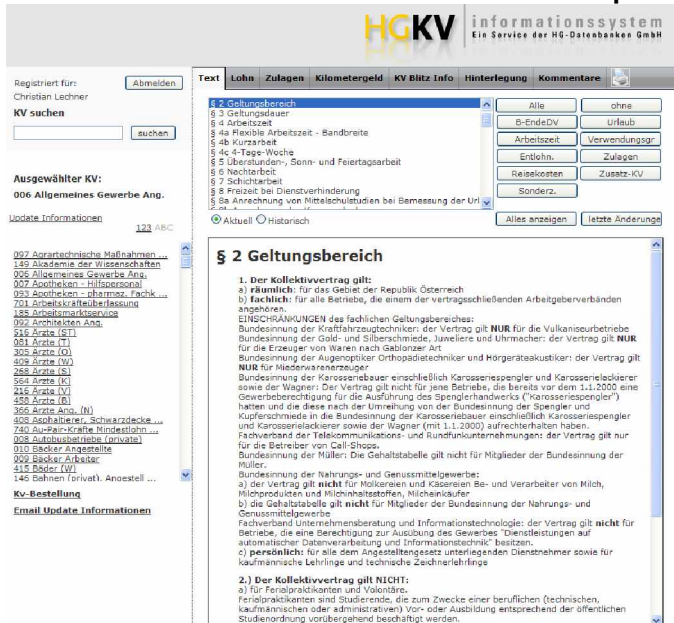 HGKV informationssystem
Ein Service der HG-Datenbanken GmbH
Registriert für:
Abmelden
Christian Lechner
KV suchen
suchen
Ausgewählter KV:
006 Allgemeines Gewerbe Ang.
Update Informationen
123 ABC
097 Agrartechnische Maßnahmen ...
149 Akademie der Wissenschaften
006 Allgemeines Gewerbe Ang.
007 Apotheken - Hilfspersonal
093 Apotheken - pharmaz. Fachk ...
701 Arbeitskräfteüberlassung
185 Arbeitsmarktservice
092 Architekten Ang.
516 Ärzte (ST)
081 Ärzte (T)
305 Ärzte (O)
409 Ärzte (W)
268 Ärzte (S)
564 Ärzte (K)
216 Ärzte (V)
458 Ärzte (B)
366 Ärzte Ang. (N)
408 Asphaltierer, Schwarzdecke ...
740 Au-Pair-Kräfte Mindestlohn ...
008 Autobusbetriebe (private)
010 Bäcker Angestellte
009 Bäcker Arbeiter
415 Bäder (W)
146 Bahnen (privat), Angestell ...
Kv-Bestellung
Email Update Informationen
Text Lohn Zulagen Kilometergeld KV Blitz Info Hinterlegung Kommentare
§ 2 Geltungsbereich
§ 3 Geltungsdauer
§ 4 Arbeitszeit
§ 4a Flexible Arbeitszeit - Bandbreite
§ 4b Kurzarbeit
§ 4c 4-Tage-Woche
§ 5 Überstunden-, Sonn- und Feiertagsarbeit
§ 6 Nachtarbeit
§ 7 Schichtarbeit
§ 8 Freizeit bei Dienstverhinderung
§ 8a Anrechnung von Mittelschulstudien bei Bemessung der Url
Alle ohne
B-EndeDV Urlaub
Arbeitszeit Verwendungsgr
Entlohn. Zulagen
Reisekosten Zusatz-KV
Sonderz.
Aktuell Historisch
Alles anzeigen letzte Änderunge
§ 2 Geltungsbereich
1. Der Kollektivvertrag gilt:
a) räumlich: für das Gebiet der Republik Österreich
b) fachlich: für alle Betriebe, die einem der vertragsschließenden Arbeitgeberverbänden
angehören.
EINSCHRÄNKUNGEN des fachlichen Geltungsbereiches:
Bundesinnung der Kraftfahrzeugtechniker: der Vertrag gilt NUR für die Vulkaniseurbetriebe
Bundesinnung der Gold- und Silberschmiede, Juweliere und Uhrmacher: der Vertrag gilt NUR
für die Erzeuger von Waren nach Gablonzer Art
Bundesinnung der Augenoptiker Orthopädietechniker und Hörgeräteakustiker: der Vertrag gilt
NUR für Miederwarenerzeuger
Bundesinnung der Karosseriebauer einschließlich Karosseriespengler und Karosserielackierer
sowie der Wagner: Der Vertrag gilt nicht für jene Betriebe, die bereits vor dem 1.1.2000 eine
Gewerbeberechtigung für die Ausführung des Spenglerhandwerks ("Karosseriespengler")
hatten und die diese nach der Umreihung von der Bundesinnung der Spengler und
Kupferschmiede in die Bundesinnung der Karosseriebauer einschließlich Karosseriespengler
und Karosserielackierer sowie der Wagner (mit 1.1.2000) aufrechterhalten haben.
Fachverband der Telekommunikations- und Rundfunkunternehmungen: der Vertrag gilt nur
für die Betreiber von Call-Shops.
Bundesinnung der Müller: Die Gehaltstabelle gilt nicht für Mitglieder der Bundesinnung der
Müller.
Bundesinnung der Nahrungs- und Genussmittelgewerbe:
a) der Vertrag gilt nicht für Molkereien und Käsereien Be- und Verarbeiter von Milch,
Milchprodukten und Milchinhaltsstoffen, Milcheinkäufer
b) die Gehaltstabelle gilt nicht für Mitglieder der Bundesinnung der Nahrungs- und
Genussmittelgewerbe
Fachverband Unternehmensberatung und Informationstechnologie: der Vertrag gilt nicht für
Betriebe, die eine Berechtigung zur Ausübung des Gewerbes "Dienstleistungen auf
automatischer Datenverarbeitung und Informationstechnik" besitzen.
c) persönlich: für alle dem Angestelltengesetz unterliegenden Dienstnehmer sowie für
kaufmännische Lehrlinge und technische Zeichnerlehrlinge
2.) Der Kollektivvertrag gilt NICHT:
a) für Ferialpraktikanten und Volontäre.
Ferialpraktikanten sind Studierende, die zum Zwecke einer beruflichen (technischen,
kaufmännischen oder administrativen) Vor- oder Ausbildung entsprechend der öffentlichen
Studienordnung vorübergehend beschäftigt werden.